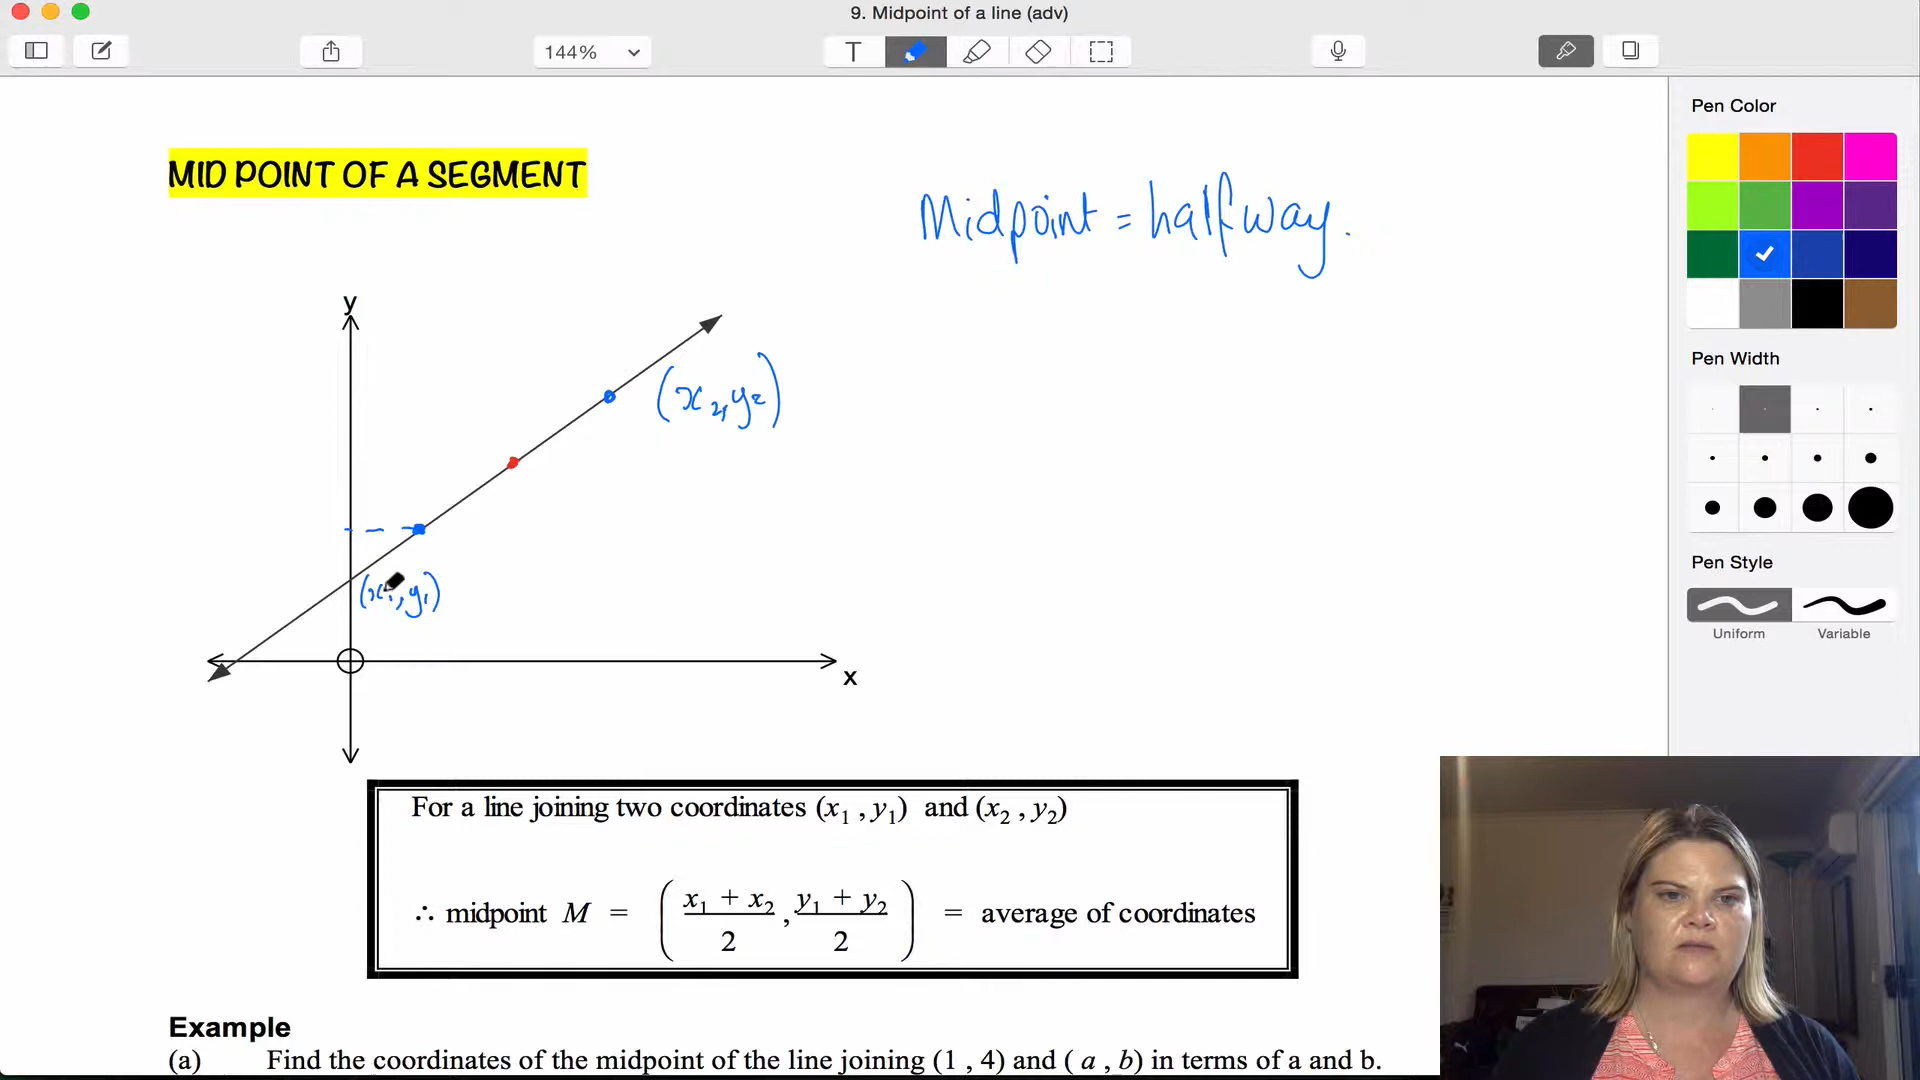 9. Midpoint of a line (adv)
144%
T
Pen Color
MID POINT OF A SEGMENT
Midpoint = halfway.
y
(x₂, y₂)
Pen Width
(x₁, y₁)
x
Pen Style
Uniform
Variable
For a line joining two coordinates (x₁ , y₁) and (x₂ , y₂)
∴ midpoint M = ( (x₁ + x₂)/2 , (y₁ + y₂)/2 ) = average of coordinates
Example
(a) Find the coordinates of the midpoint of the line joining (1 , 4) and ( a , b) in terms of a and b.